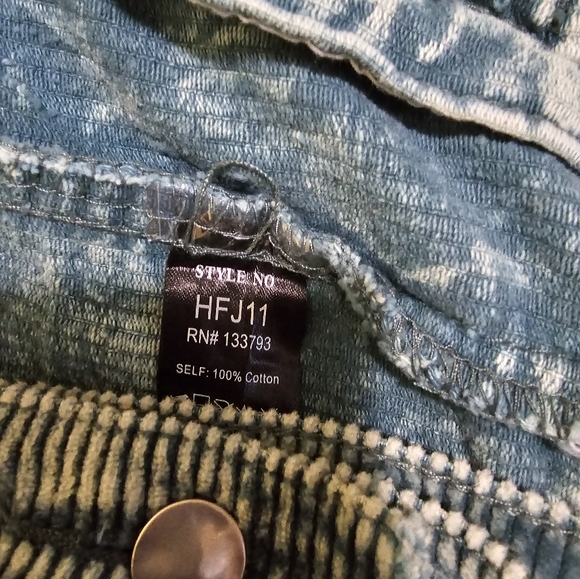 STYLE NO
HFJ11
RN# 133793
SELF: 100% Cotton